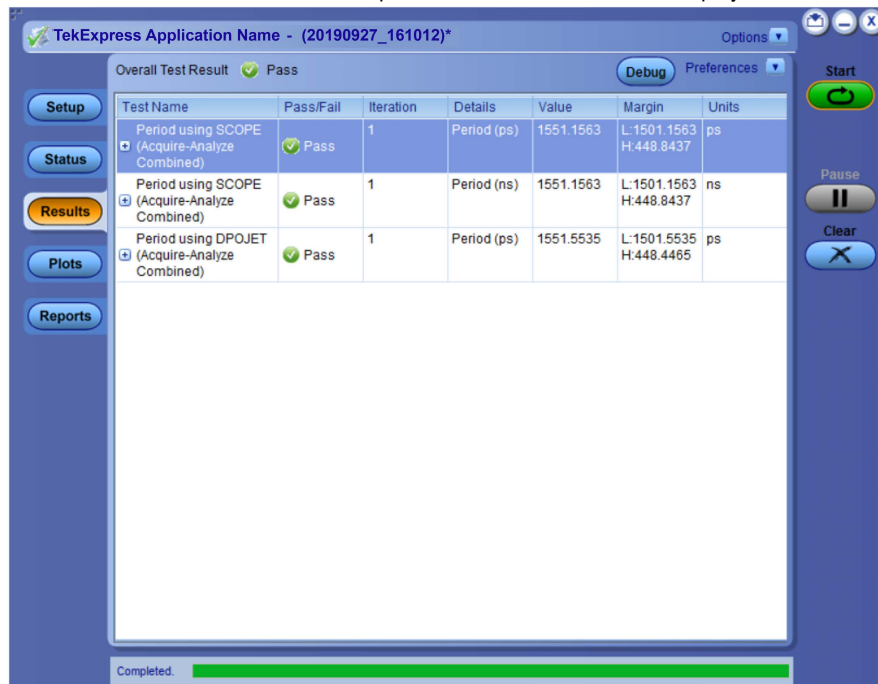 TekExpress Application Name - (20190927_161012)*
Options
Overall Test Result Pass
Debug
Preferences
Start
Setup
Status
Results
Plots
Reports
Pause
Clear
Test Name Pass/Fail Iteration Details Value Margin Units
Period using SCOPE
(Acquire-Analyze
Combined)
Pass
1
Period (ps)
1551.1563
L:1501.1563
H:448.8437
ps
Period using SCOPE
(Acquire-Analyze
Combined)
Pass
1
Period (ns)
1551.1563
L:1501.1563
H:448.8437
ns
Period using DPOJET
(Acquire-Analyze
Combined)
Pass
1
Period (ps)
1551.5535
L:1501.5535
H:448.4465
ps
Completed.